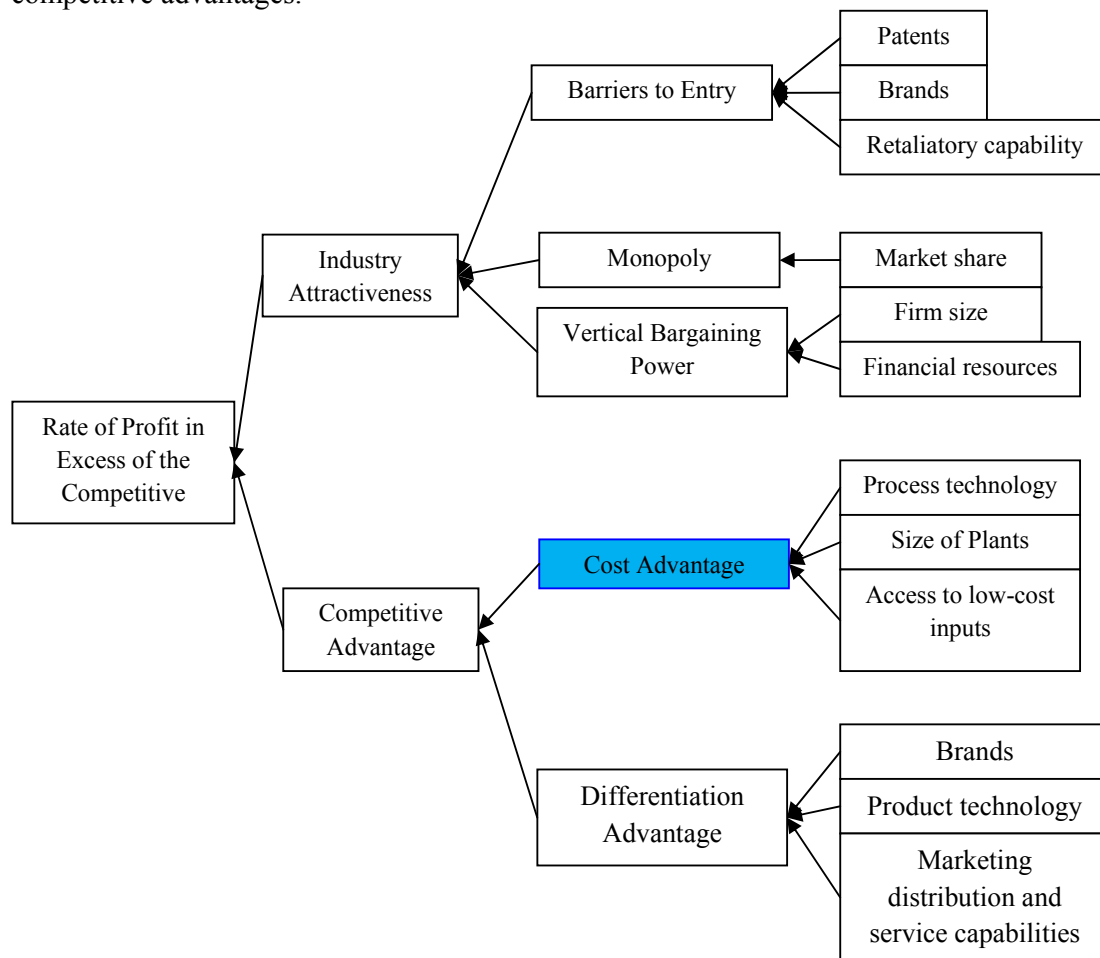 competitive advantages.
Patents
Barriers to Entry
Brands
Retaliatory capability
Industry
Attractiveness
Monopoly
Market share
Vertical Bargaining
Power
Firm size
Financial resources
Rate of Profit in
Excess of the
Competitive
Process technology
Cost Advantage
Size of Plants
Access to low-cost
inputs
Competitive
Advantage
Brands
Differentiation
Advantage
Product technology
Marketing
distribution and
service capabilities